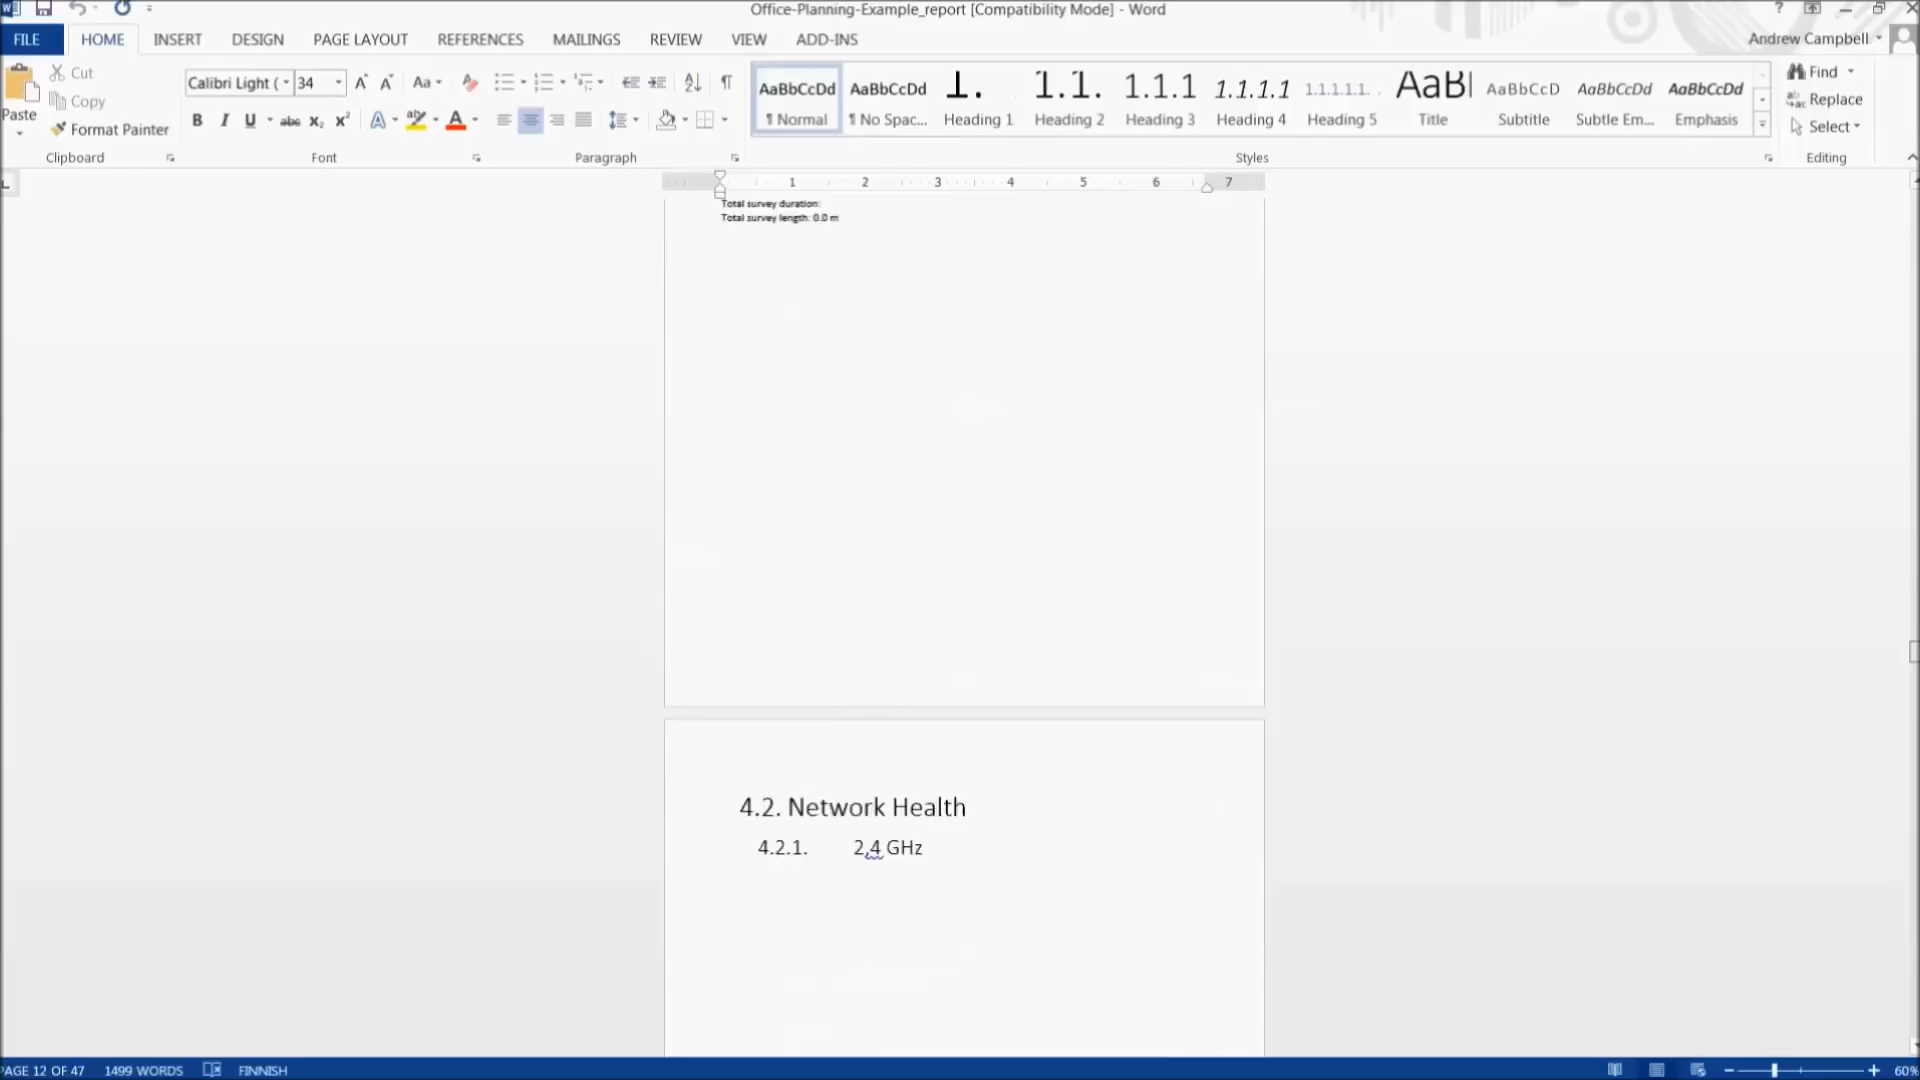 Office-Planning-Example_report [Compatibility Mode] - Word
FILE HOME INSERT DESIGN PAGE LAYOUT REFERENCES MAILINGS REVIEW VIEW ADD-INS Andrew Campbell
Paste
Cut
Copy
Format Painter
Clipboard
Calibri Light ( 34
Aa
B I U abc x₂ x² A A
Font
Paragraph
AaBbCcDd AaBbCcDd 1. 1.1. 1.1.1 1.1.1.1 1.1.1.1.1. AaBl AaBbCcD AaBbCcDd AaBbCcDd
¶ Normal ¶ No Spac... Heading 1 Heading 2 Heading 3 Heading 4 Heading 5 Title Subtitle Subtle Em... Emphasis
Styles
Find
Replace
Select
Editing
1 2 3 4 5 6 7
Total survey duration:
Total survey length: 0.0 m
4.2. Network Health
4.2.1. 2,4 GHz
PAGE 12 OF 47 1499 WORDS FINNISH 60%